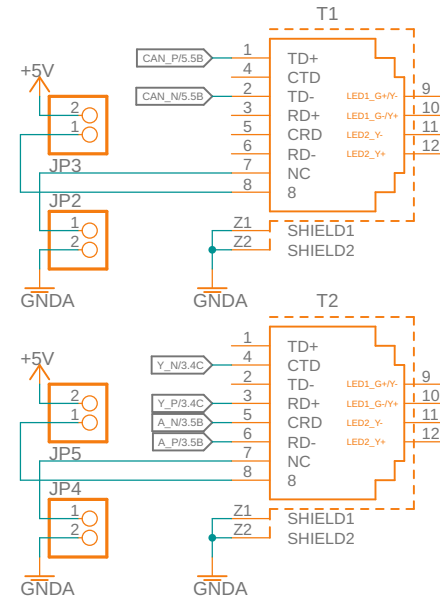 T1
+5V
2
1
JP3
JP2
1
2
GNDA
CAN_P/5.5B
CAN_N/5.5B
1 TD+
4 CTD
2 TD-
3 RD+
5 CRD
6 RD-
7 NC
8 8
LED1_G+/Y- 9
LED1_G-/Y+ 10
LED2_Y- 11
LED2_Y+ 12
Z1 SHIELD1
Z2 SHIELD2
GNDA
T2
+5V
2
1
JP5
JP4
1
2
GNDA
Y_N/3.4C
Y_P/3.4C
A_N/3.5B
A_P/3.5B
1 TD+
4 CTD
2 TD-
3 RD+
5 CRD
6 RD-
7 NC
8 8
LED1_G+/Y- 9
LED1_G-/Y+ 10
LED2_Y- 11
LED2_Y+ 12
Z1 SHIELD1
Z2 SHIELD2
GNDA